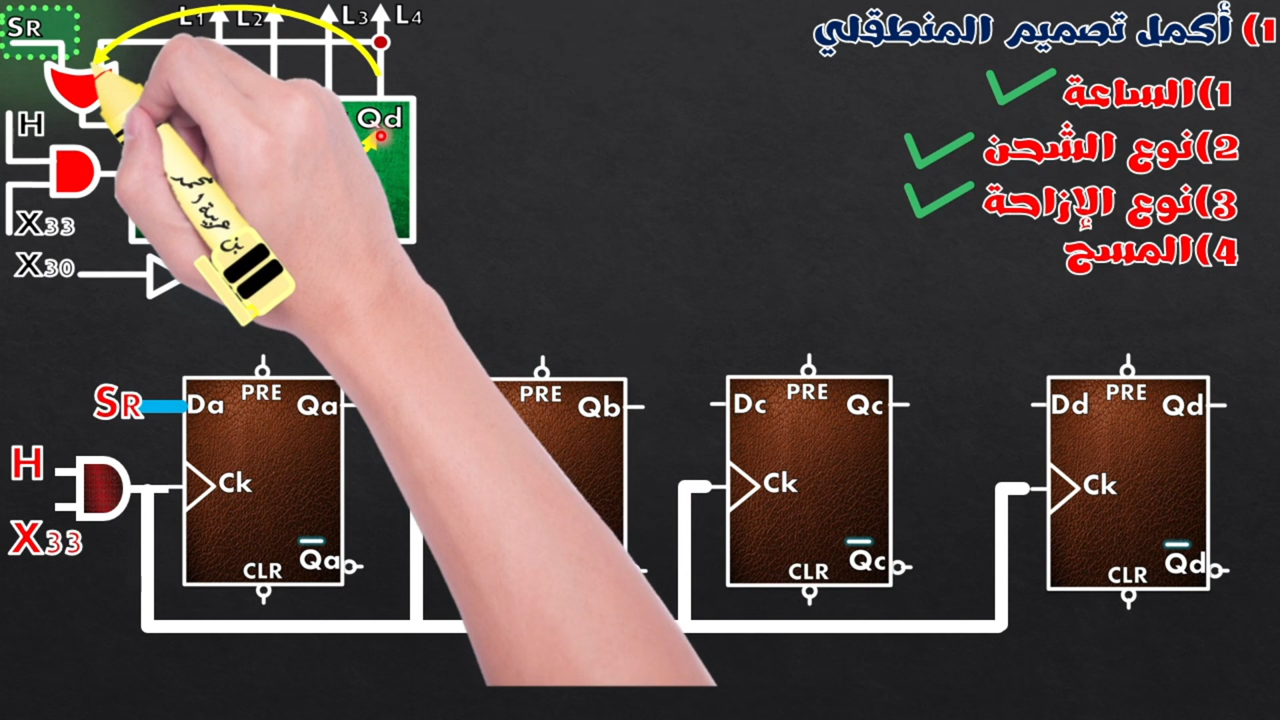 1) أكمل تصميم المنطقلي
1)الساعة
2)نوع الشحن
3)نوع الإزاحة
4)المسح
SR
L1 L2 L3 L4
Qd
H
X33
X30
SR
H
X33
PRE
Da Qa
Ck
Qa
CLR
PRE
Qb
PRE
Dc Qc
Ck
Qc
CLR
PRE
Dd Qd
Ck
Qd
CLR